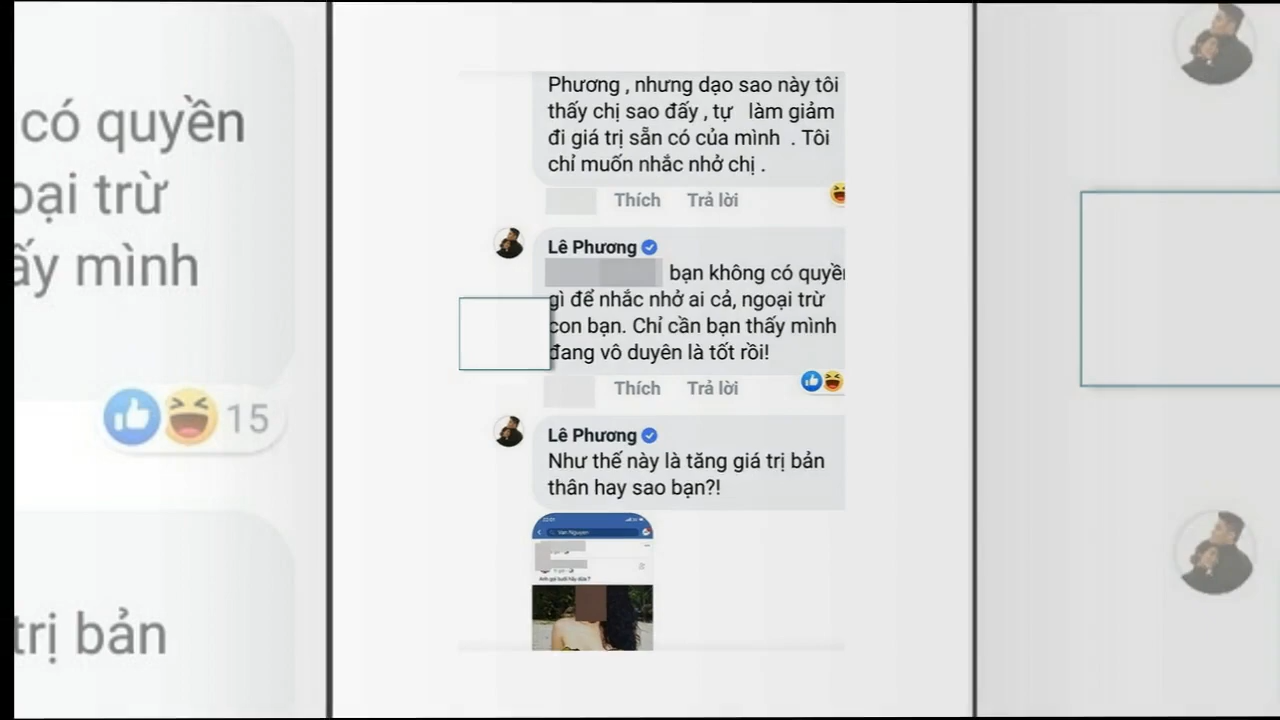 có quyền
oại trừ
ấy mình
15
trị bản
Phương , nhưng dạo sao này tôi
thấy chị sao đấy , tự làm giảm
đi giá trị sẵn có của mình . Tôi
chỉ muốn nhắc nhở chị .
Thích Trả lời
Lê Phương
bạn không có quyền
gì để nhắc nhở ai cả, ngoại trừ
con bạn. Chỉ cần bạn thấy mình
đang vô duyên là tốt rồi!
Thích Trả lời
Lê Phương
Như thế này là tăng giá trị bản
thân hay sao bạn?!
Van Nguyen